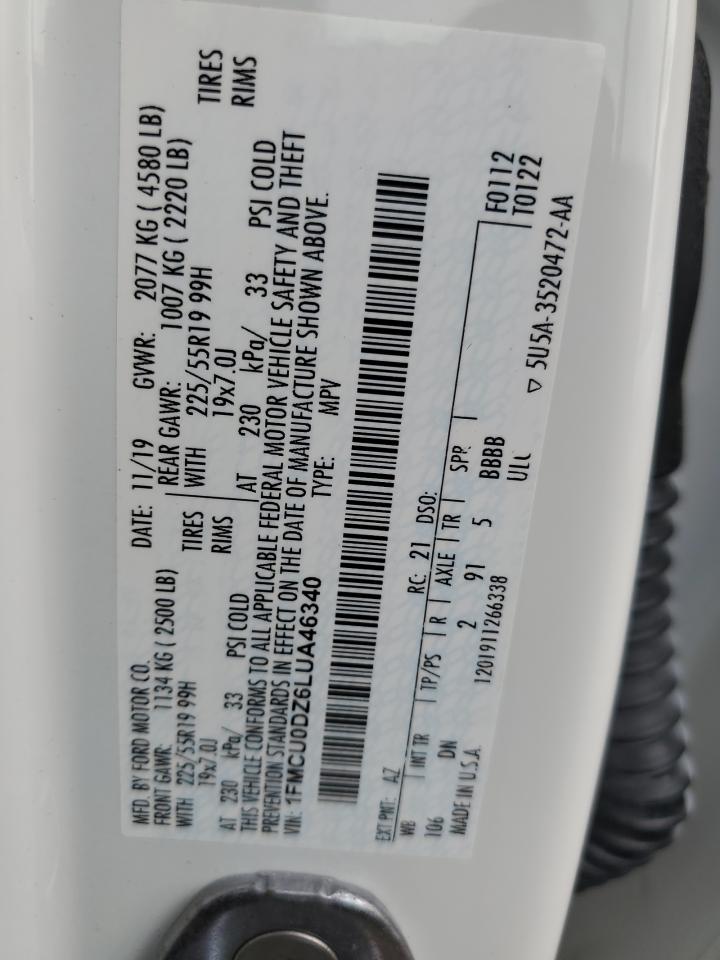 MFD. BY FORD MOTOR CO.
DATE: 11/19 GVWR: 2077 KG ( 4580 LB)
FRONT GAWR: 1134 KG ( 2500 LB) REAR GAWR: 1007 KG ( 2220 LB)
WITH 225/55R19 99H TIRES WITH 225/55R19 99H TIRES
19x7.0J RIMS 19x7.0J RIMS
AT 230 kPa/ 33 PSI COLD AT 230 kPa/ 33 PSI COLD
THIS VEHICLE CONFORMS TO ALL APPLICABLE FEDERAL MOTOR VEHICLE SAFETY AND THEFT
PREVENTION STANDARDS IN EFFECT ON THE DATE OF MANUFACTURE SHOWN ABOVE.
VIN: 1FMCU0DZ6LUA46340 TYPE: MPV
EXT PNT: AZ RC: 21 DSO: F0112
WB INT TR TP/PS R AXLE TR SPR T0122
106 DN 2 91 5 BBBB
MADE IN U.S.A. 1201911266338 ULL
▽ 5U5A-3520472-AA